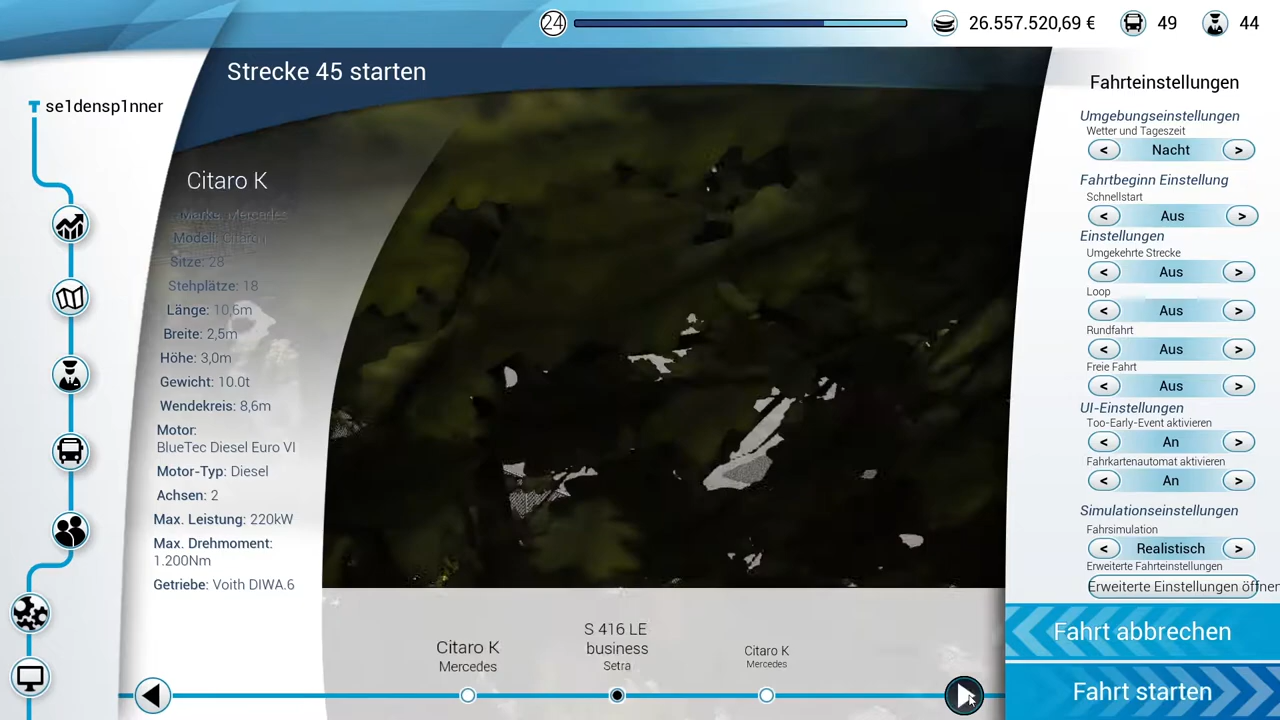 24
26.557.520,69 €
49
44
Strecke 45 starten
se1densp1nner
Citaro K
Marke: Mercedes
Modell: Citaro
Sitze: 28
Stehplätze: 18
Länge: 10,6m
Breite: 2,5m
Höhe: 3,0m
Gewicht: 10.0t
Wendekreis: 8,6m
Motor:
BlueTec Diesel Euro VI
Motor-Typ: Diesel
Achsen: 2
Max. Leistung: 220kW
Max. Drehmoment:
1.200Nm
Getriebe: Voith DIWA.6
Citaro K
Mercedes
S 416 LE
business
Setra
Citaro K
Mercedes
Fahrteinstellungen
Umgebungseinstellungen
Wetter und Tageszeit
< Nacht >
Fahrtbeginn Einstellung
Schnellstart
< Aus >
Einstellungen
Umgekehrte Strecke
< Aus >
Loop
< Aus >
Rundfahrt
< Aus >
Freie Fahrt
< Aus >
UI-Einstellungen
Too-Early-Event aktivieren
< An >
Fahrkartenautomat aktivieren
< An >
Simulationseinstellungen
Fahrsimulation
< Realistisch >
Erweiterte Fahrteinstellungen
Erweiterte Einstellungen öffnen
Fahrt abbrechen
Fahrt starten